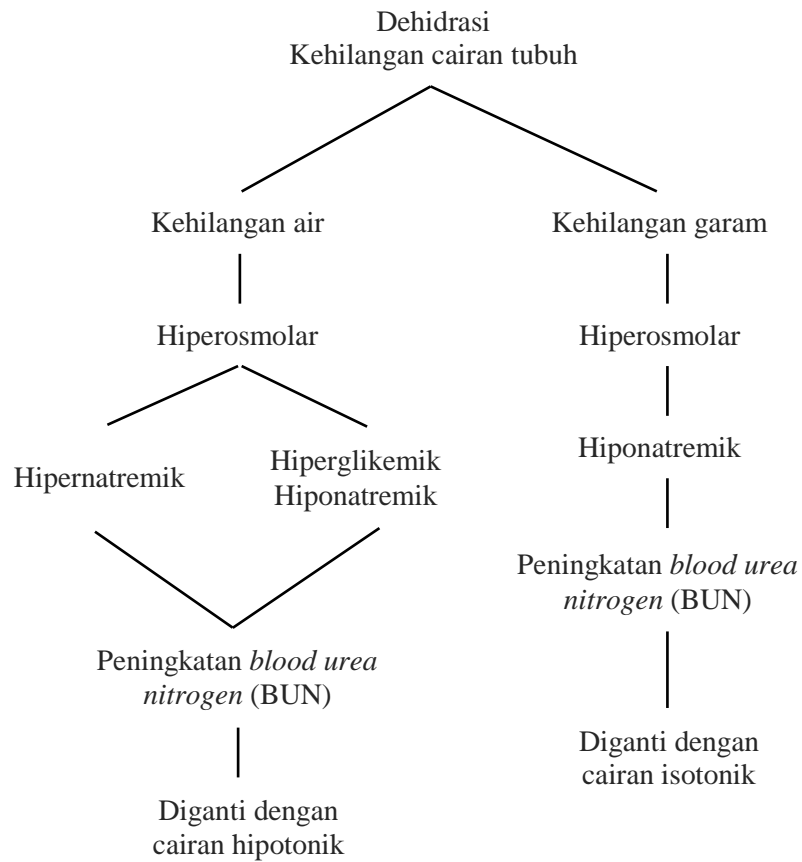 Dehidrasi
Kehilangan cairan tubuh
Kehilangan air
Kehilangan garam
Hiperosmolar
Hiperosmolar
Hipernatremik
Hiperglikemik
Hiponatremik
Hiponatremik
Peningkatan blood urea
nitrogen (BUN)
Peningkatan blood urea
nitrogen (BUN)
Diganti dengan
cairan isotonik
Diganti dengan
cairan hipotonik